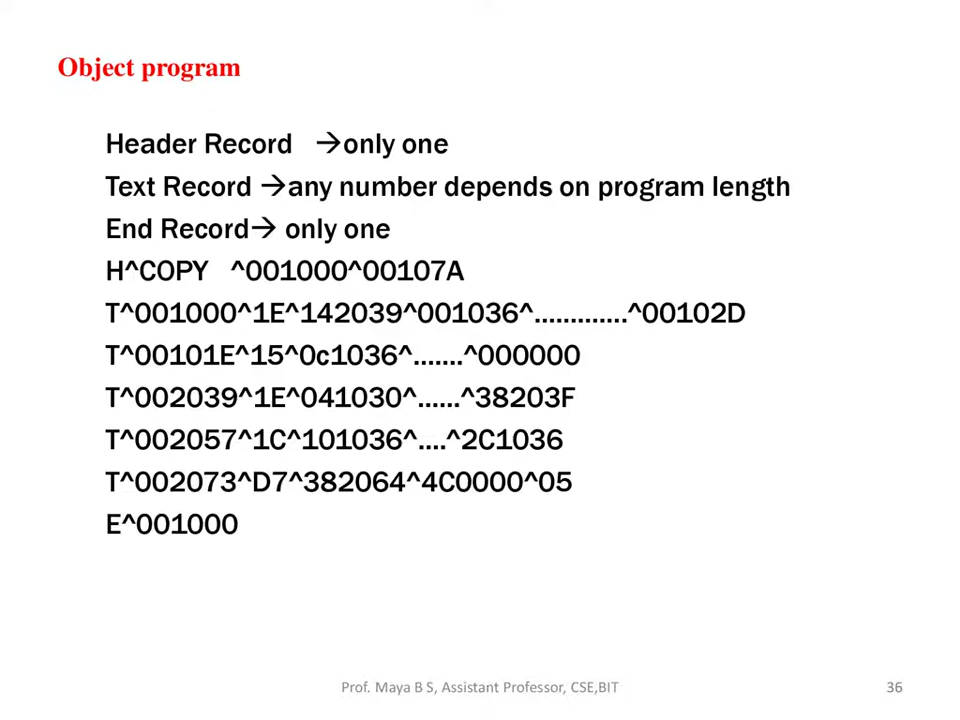 Object program
Header Record →only one
Text Record →any number depends on program length
End Record→ only one
H^COPY ^001000^00107A
T^001000^1E^142039^001036^.............^00102D
T^00101E^15^0c1036^.......^000000
T^002039^1E^041030^......^38203F
T^002057^1C^101036^....^2C1036
T^002073^D7^382064^4C0000^05
E^001000
Prof. Maya B S, Assistant Professor, CSE,BIT
36